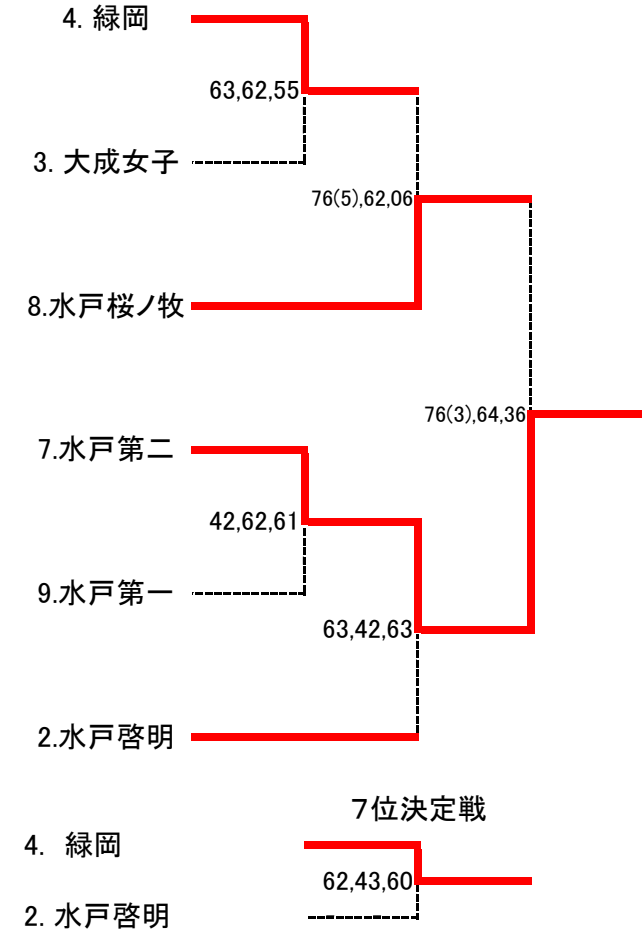 4. 緑岡
63,62,55
3. 大成女子
76(5),62,06
8.水戸桜ノ牧
76(3),64,36
7.水戸第二
42,62,61
9.水戸第一
63,42,63
2.水戸啓明
7位決定戦
4. 緑岡
62,43,60
2. 水戸啓明